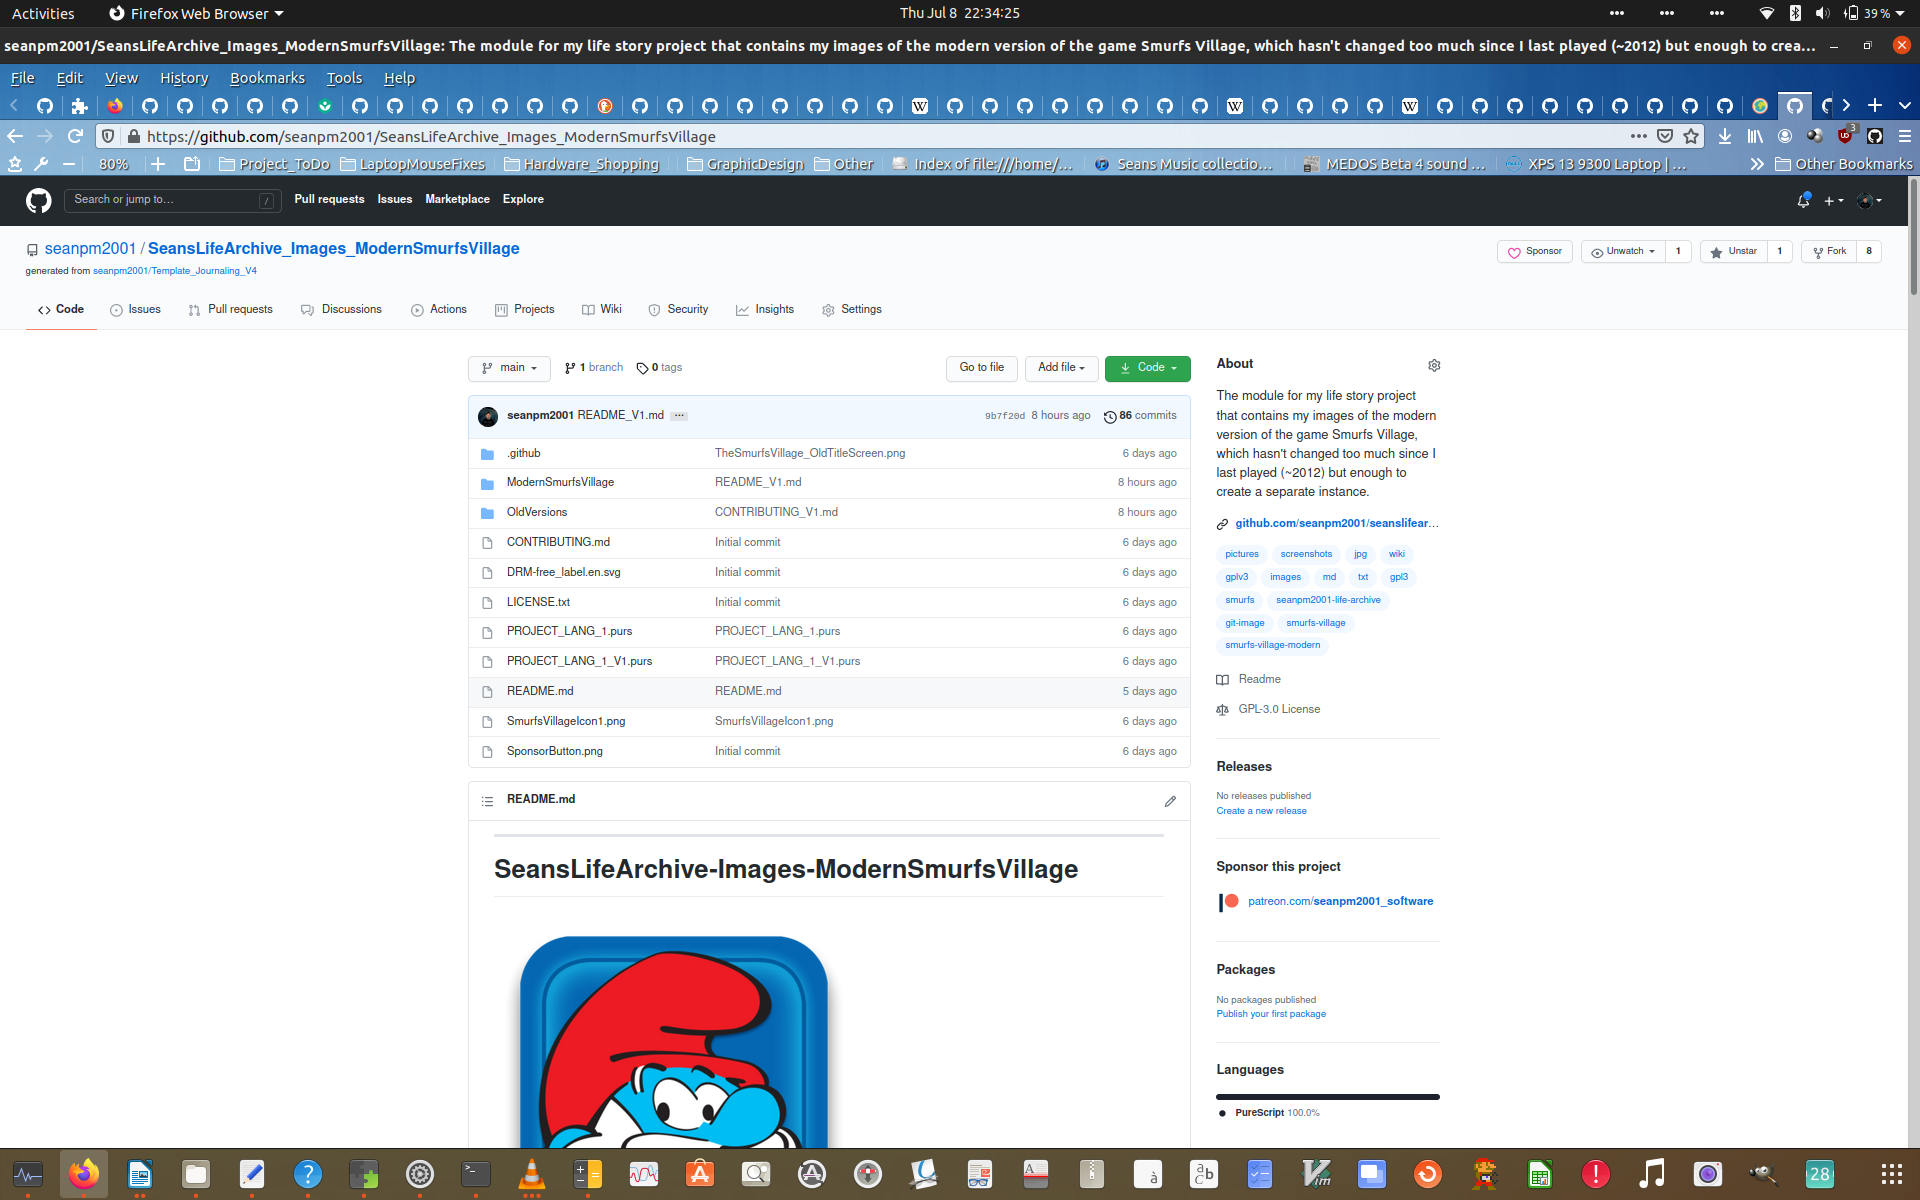 Activities Firefox Web Browser Thu Jul 8 22:34:25 39 %
seanpm2001/SeansLifeArchive_Images_ModernSmurfsVillage: The module for my life story project that contains my images of the modern version of the game Smurfs Village, which hasn't changed too much since I last played (~2012) but enough to crea...
File Edit View History Bookmarks Tools Help
https://github.com/seanpm2001/SeansLifeArchive_Images_ModernSmurfsVillage 3
80% Project_ToDo LaptopMouseFixes Hardware_Shopping GraphicDesign Other Index of file:///home/... Seans Music collectio... MEDOS Beta 4 sound ... XPS 13 9300 Laptop | ... Other Bookmarks
Search or jump to... / Pull requests Issues Marketplace Explore
seanpm2001 / SeansLifeArchive_Images_ModernSmurfsVillage Sponsor Unwatch 1 Unstar 1 Fork 8
generated from seanpm2001/Template_Journaling_V4
Code Issues Pull requests Discussions Actions Projects Wiki Security Insights Settings
main 1 branch 0 tags Go to file Add file Code
seanpm2001 README_V1.md ... 9b7f20d 8 hours ago 86 commits
.github TheSmurfsVillage_OldTitleScreen.png 6 days ago
ModernSmurfsVillage README_V1.md 8 hours ago
OldVersions CONTRIBUTING_V1.md 8 hours ago
CONTRIBUTING.md Initial commit 6 days ago
DRM-free_label.en.svg Initial commit 6 days ago
LICENSE.txt Initial commit 6 days ago
PROJECT_LANG_1.purs PROJECT_LANG_1.purs 6 days ago
PROJECT_LANG_1_V1.purs PROJECT_LANG_1_V1.purs 6 days ago
README.md README.md 5 days ago
SmurfsVillageIcon1.png SmurfsVillageIcon1.png 6 days ago
SponsorButton.png Initial commit 6 days ago
README.md
SeansLifeArchive-Images-ModernSmurfsVillage
About
The module for my life story project
that contains my images of the modern
version of the game Smurfs Village,
which hasn't changed too much since I
last played (~2012) but enough to
create a separate instance.
github.com/seanpm2001/seanslifear...
pictures screenshots jpg wiki
gplv3 images md txt gpl3
smurfs seanpm2001-life-archive
git-image smurfs-village
smurfs-village-modern
Readme
GPL-3.0 License
Releases
No releases published
Create a new release
Sponsor this project
patreon.com/seanpm2001_software
Packages
No packages published
Publish your first package
Languages
PureScript 100.0%
28